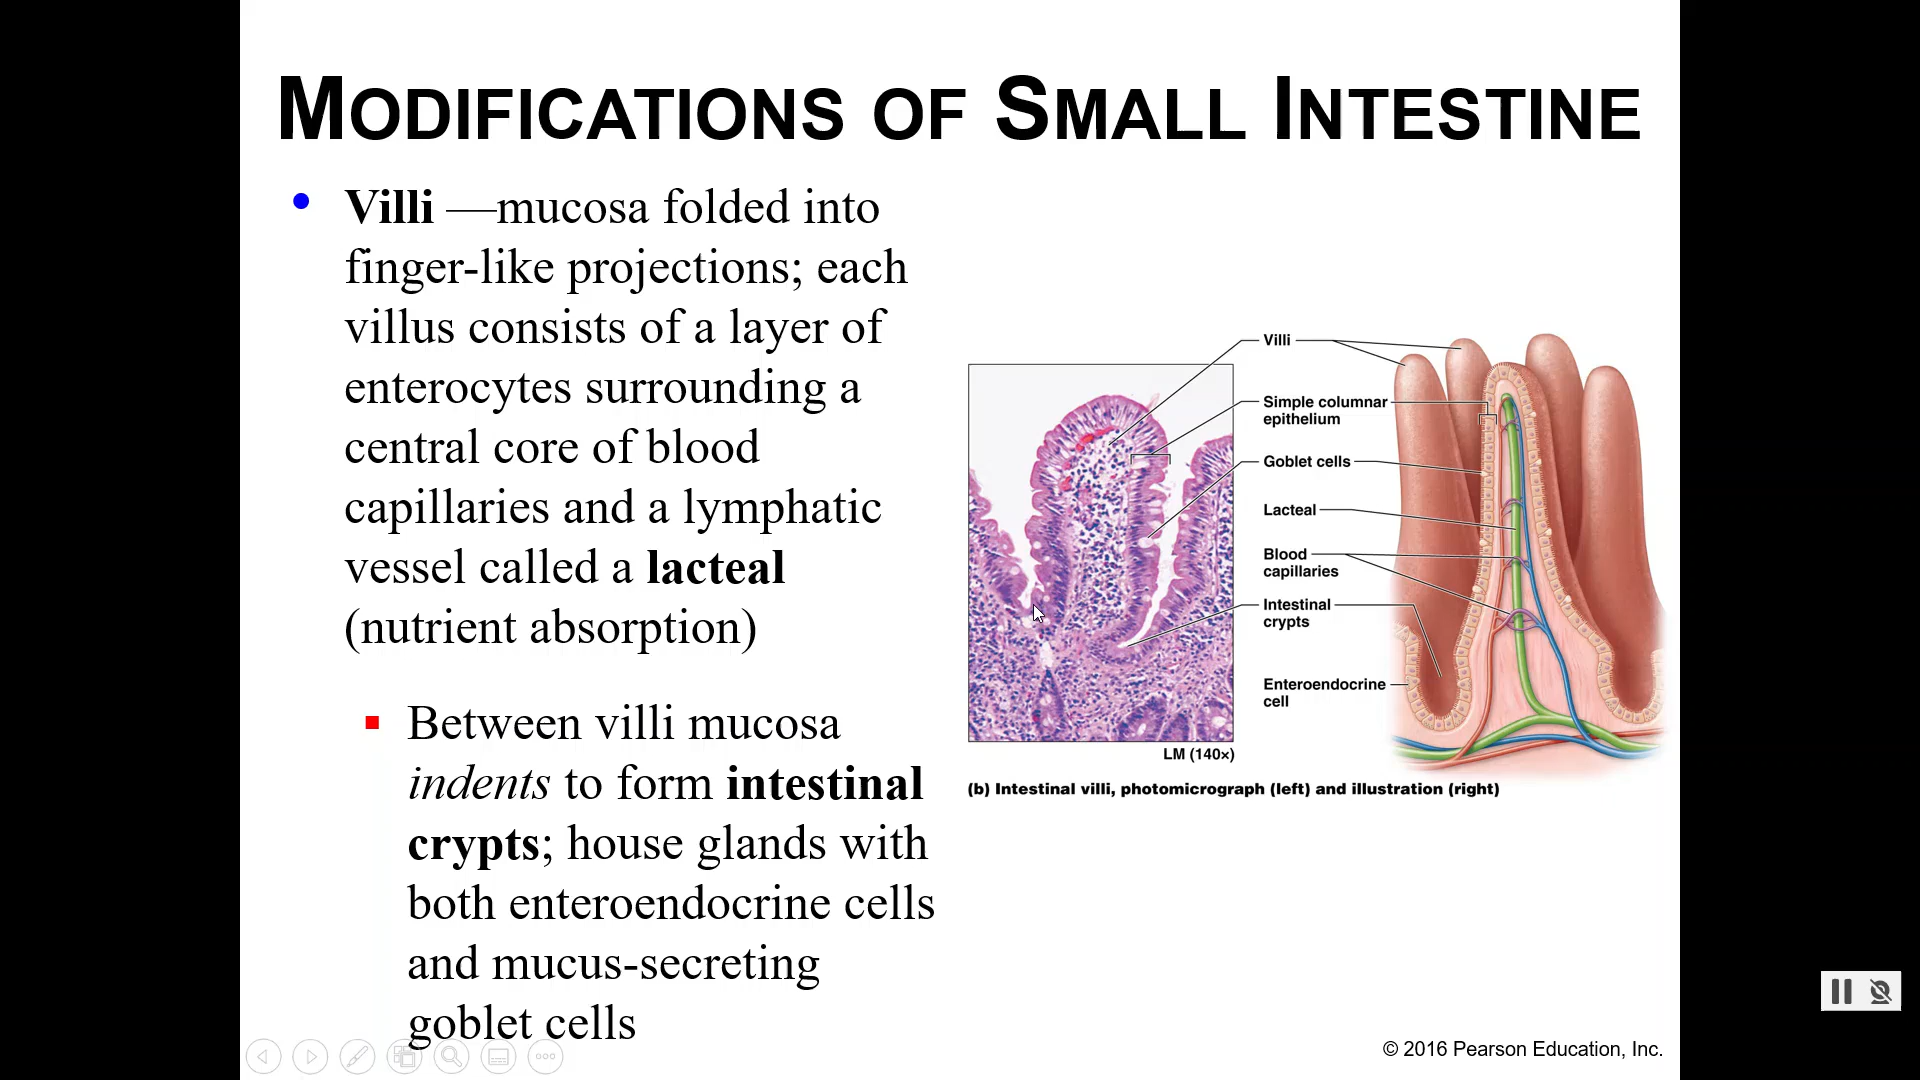 MODIFICATIONS OF SMALL INTESTINE
• Villi —mucosa folded into
finger-like projections; each
villus consists of a layer of
enterocytes surrounding a
central core of blood
capillaries and a lymphatic
vessel called a lacteal
(nutrient absorption)
▪ Between villi mucosa
indents to form intestinal
crypts; house glands with
both enteroendocrine cells
and mucus-secreting
goblet cells
Villi
Simple columnar
epithelium
Goblet cells
Lacteal
Blood
capillaries
Intestinal
crypts
Enteroendocrine
cell
LM (140×)
(b) Intestinal villi, photomicrograph (left) and illustration (right)
© 2016 Pearson Education, Inc.